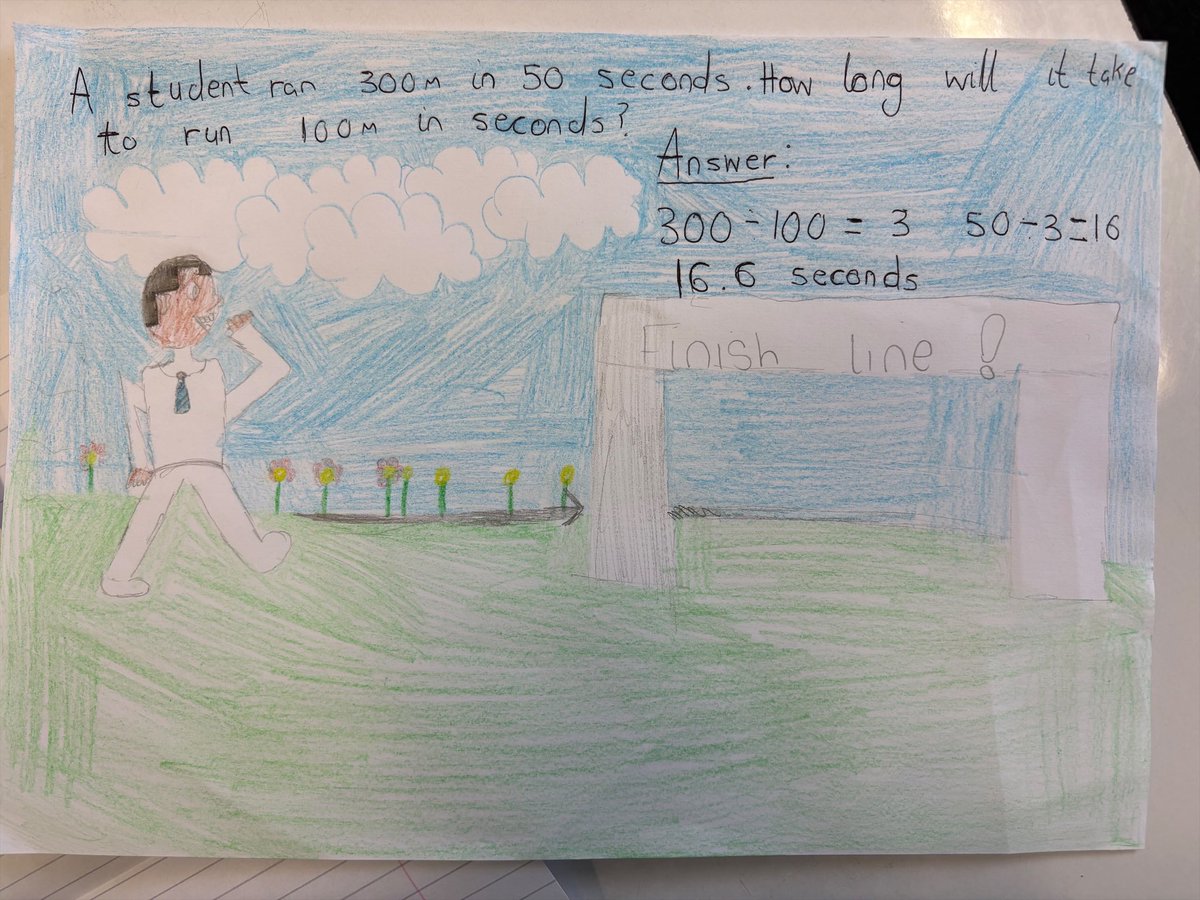 A student ran 300m in 50 seconds. How long will it take
to run 100m in seconds?
Answer:
300 ÷ 100 = 3 50 ÷ 3 = 16
16.6 seconds
Finish line!